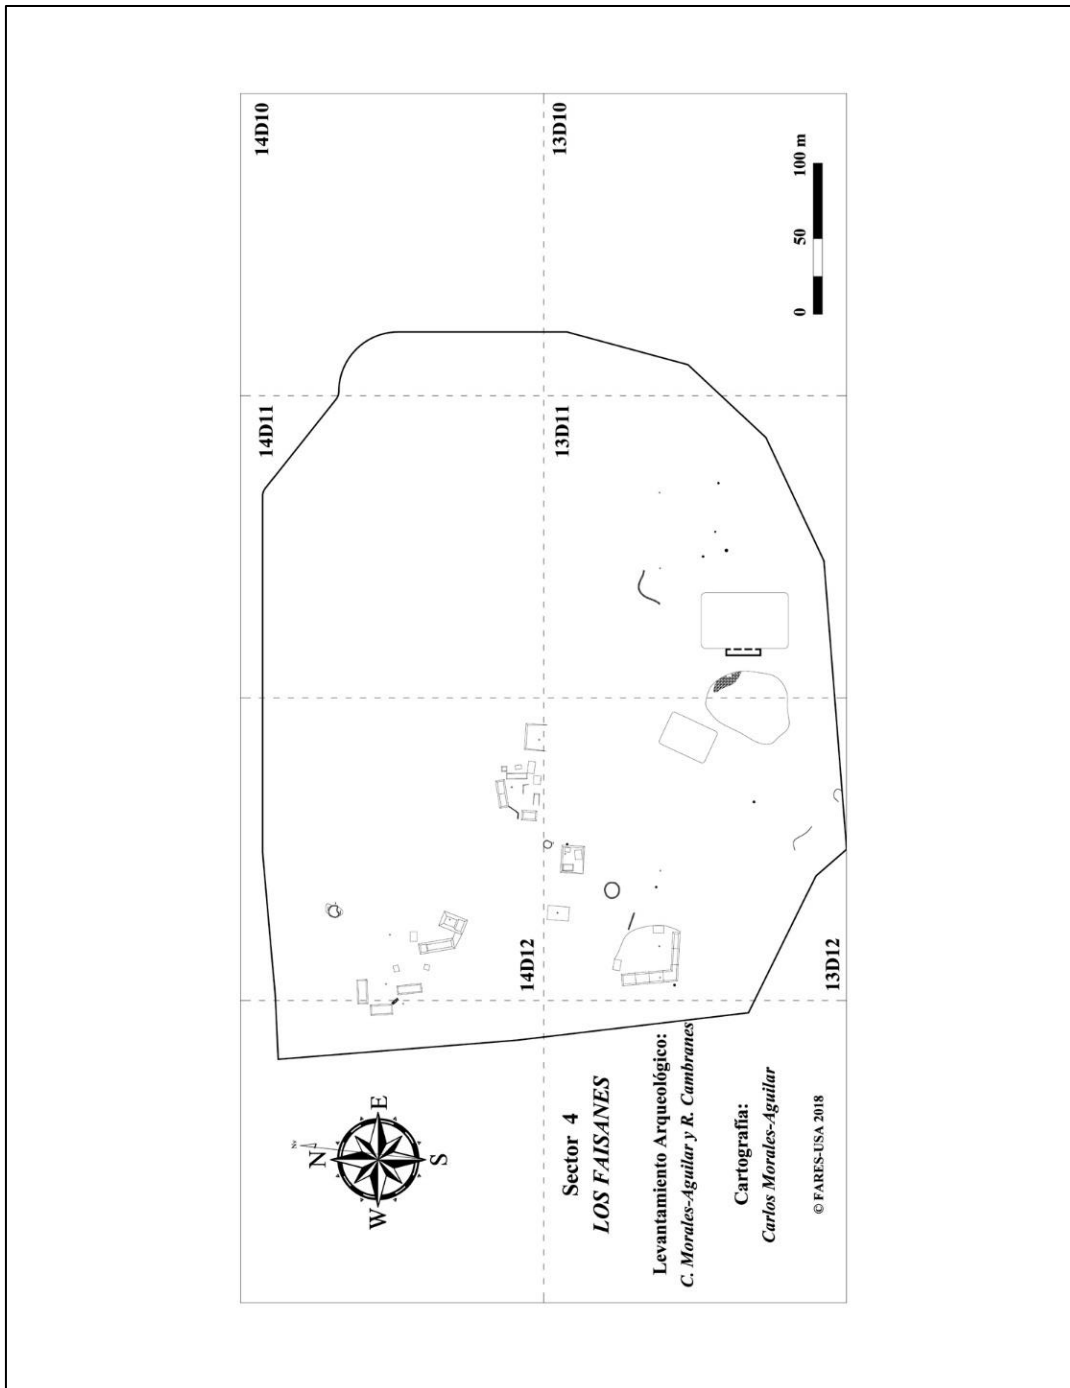 14D10
13D10
14D11
13D11
14D12
13D12
0 50 100 m
Nv
N
E
W
S
Sector 4
LOS FAISANES
Levantamiento Arqueológico:
C. Morales-Aguilar y R. Cambranes
Cartografía:
Carlos Morales-Aguilar
© FARES-USA 2018